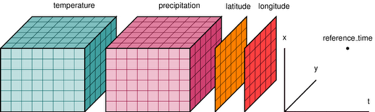 temperature precipitation latitude longitude
x reference_time
y
t